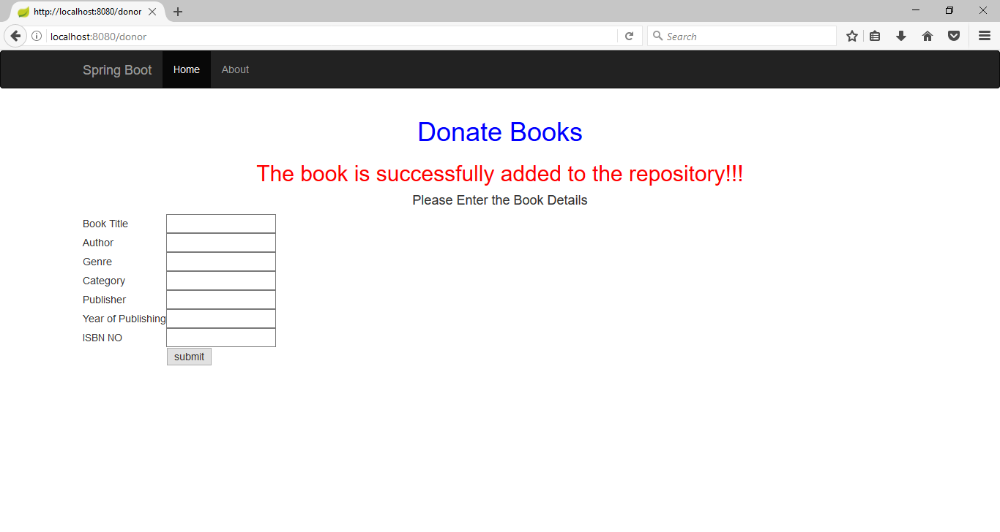 http://localhost:8080/donor
localhost:8080/donor
Search
Spring Boot Home About
Donate Books
The book is successfully added to the repository!!!
Please Enter the Book Details
Book Title
Author
Genre
Category
Publisher
Year of Publishing
ISBN NO
submit